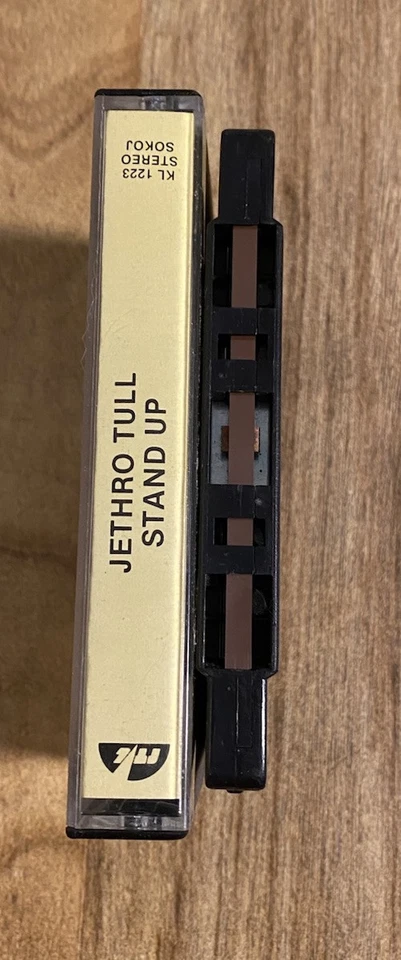 KL 1223
STEREO
SOKOJ
JETHRO TULL
STAND UP